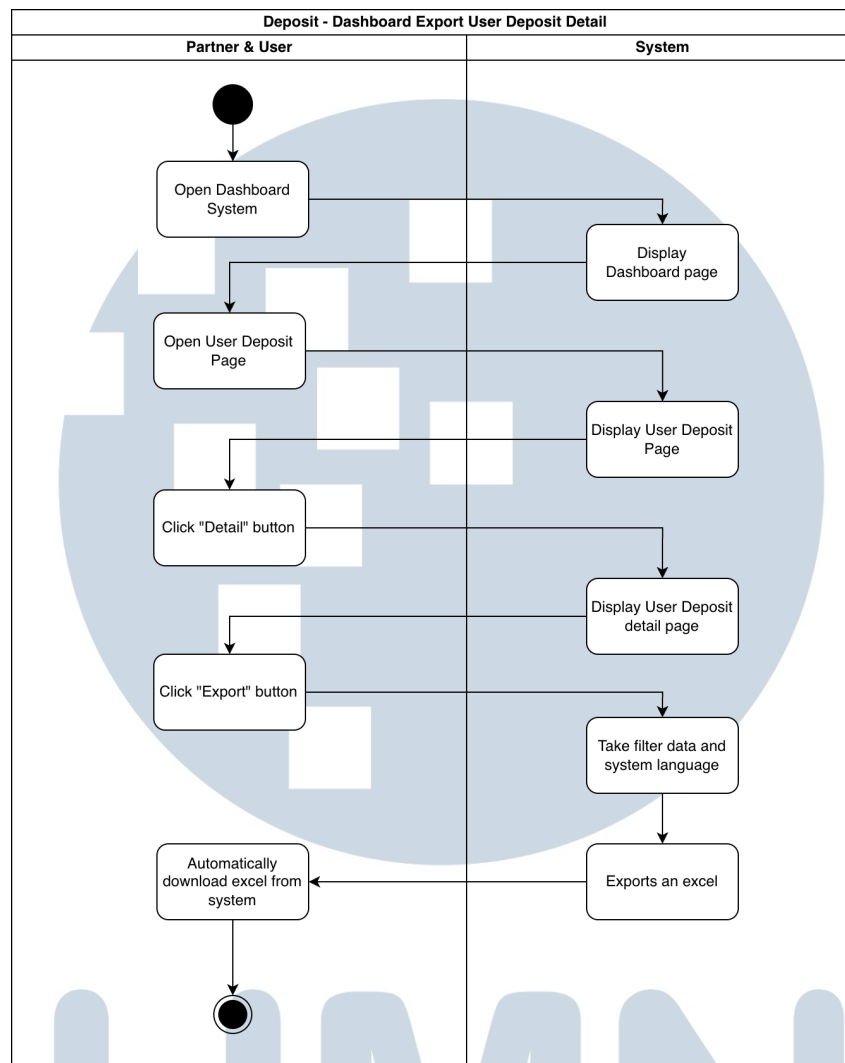 Deposit - Dashboard Export User Deposit Detail
Partner & User
System
Open Dashboard
System
Display
Dashboard page
Open User Deposit
Page
Display User Deposit
Page
Click "Detail" button
Display User Deposit
detail page
Click "Export" button
Take filter data and
system language
Automatically
download excel from
system
Exports an excel
UMN